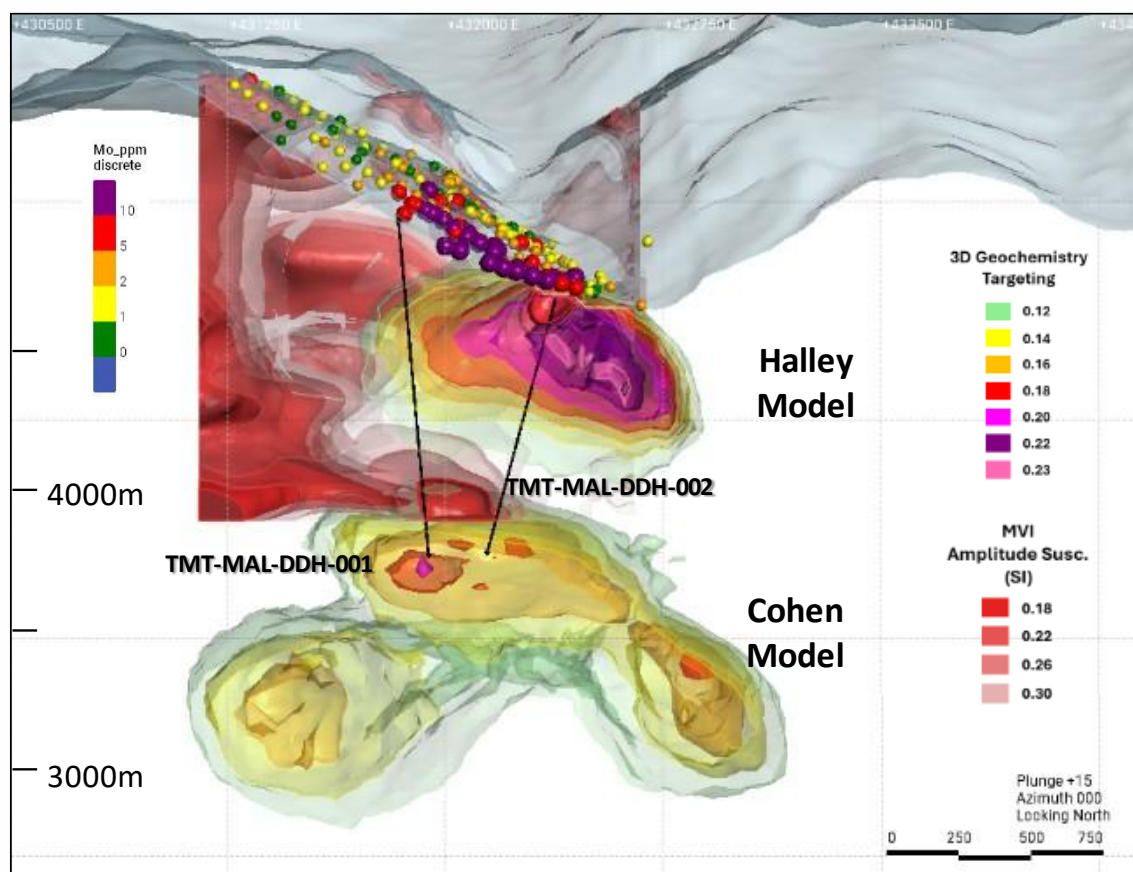 +430500 E
+431250 E
+432000 E
+432750 E
+433500 E
Mo_ppm
discrete
10
5
2
1
0
3D Geochemistry
Targeting
0.12
0.14
0.16
0.18
0.20
0.22
0.23
Halley
Model
4000m
TMT-MAL-DDH-002
TMT-MAL-DDH-001
MVI
Amplitude Susc.
(SI)
0.18
0.22
0.26
0.30
Cohen
Model
3000m
Plunge +15
Azimuth 000
Looking North
0 250 500 750